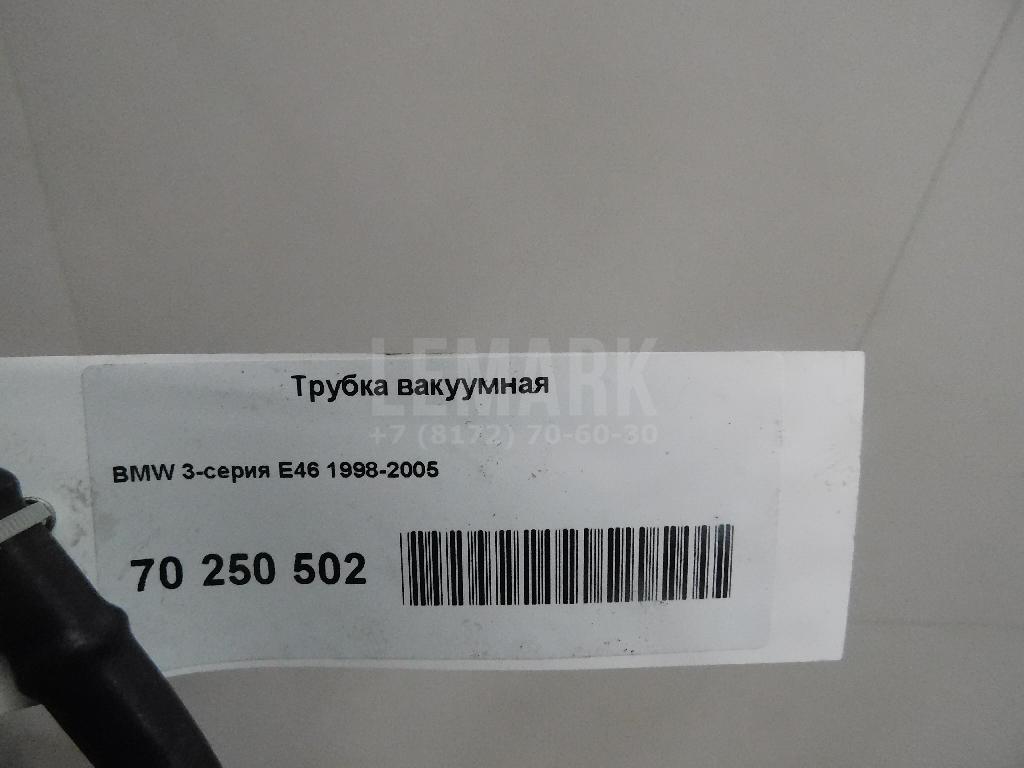 LEMARK
Трубка вакуумная
+7 (8172) 70-60-30
BMW 3-серия E46 1998-2005
70 250 502